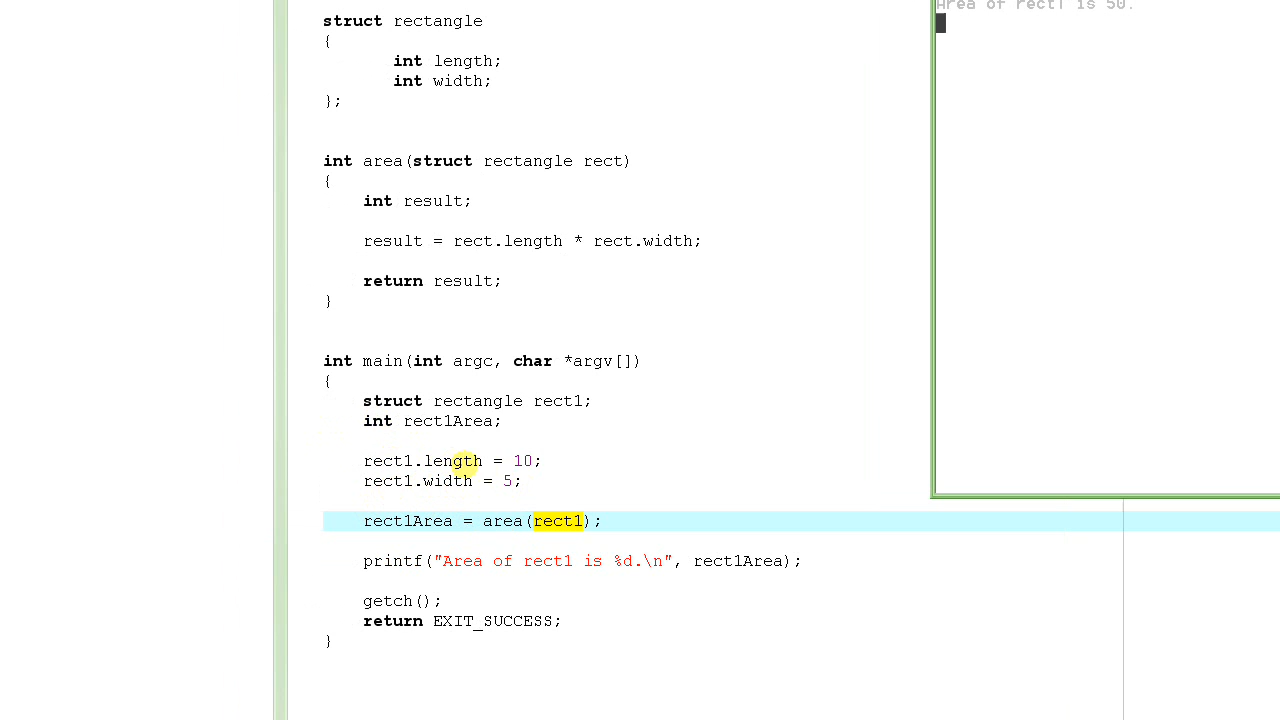 Area of rect1 is 50.
struct rectangle
{
int length;
int width;
};
int area(struct rectangle rect)
{
int result;
result = rect.length * rect.width;
return result;
}
int main(int argc, char *argv[])
{
struct rectangle rect1;
int rect1Area;
rect1.length = 10;
rect1.width = 5;
rect1Area = area(rect1);
printf("Area of rect1 is %d.\n", rect1Area);
getch();
return EXIT_SUCCESS;
}